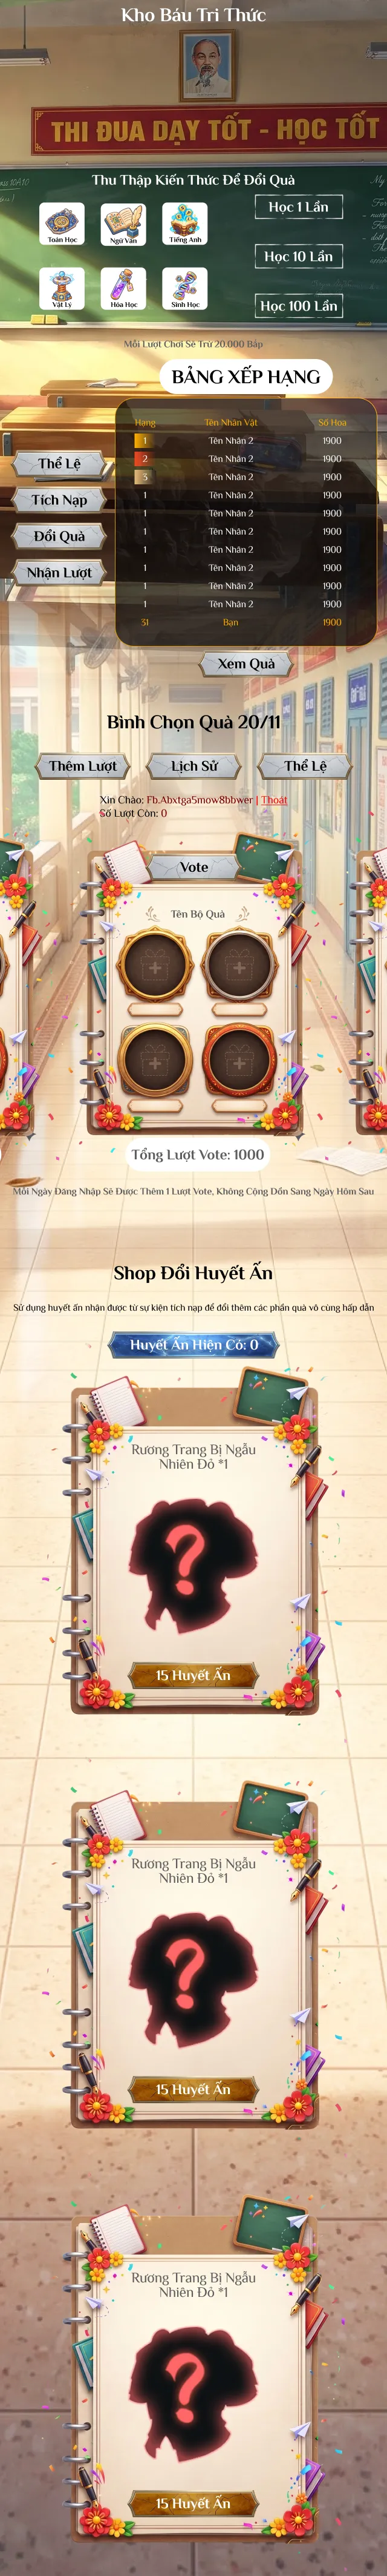 Kho Báu Tri Thức
THI ĐUA DẠY TỐT - HỌC TỐT
Thu Thập Kiến Thức Để Đổi Quà
Toán Học
Ngữ Văn
Tiếng Anh
Vật Lý
Hóa Học
Sinh Học
Học 1 Lần
Học 10 Lần
Học 100 Lần
Mỗi Lượt Chơi Sẽ Trừ 20.000 Bắp
BẢNG XẾP HẠNG
Hạng Tên Nhân Vật Số Hoa
1 Tên Nhân 2 1900
2 Tên Nhân 2 1900
3 Tên Nhân 2 1900
1 Tên Nhân 2 1900
1 Tên Nhân 2 1900
1 Tên Nhân 2 1900
1 Tên Nhân 2 1900
1 Tên Nhân 2 1900
1 Tên Nhân 2 1900
1 Tên Nhân 2 1900
31 Bạn 1900
Thể Lệ
Tích Nạp
Đổi Quà
Nhận Lượt
Xem Quà
Bình Chọn Quà 20/11
Thêm Lượt
Lịch Sử
Thể Lệ
Xin Chào: Fb.Abxtga5mow8bbwer | Thoát
Số Lượt Còn: 0
Vote
Tên Bộ Quà
Tổng Lượt Vote: 1000
Mỗi Ngày Đăng Nhập Sẽ Được Thêm 1 Lượt Vote, Không Cộng Dồn Sang Ngày Hôm Sau
Shop Đổi Huyết Ấn
Sử dụng huyết ấn nhận được từ sự kiện tích nạp để đổi thêm các phần quà vô cùng hấp dẫn
Huyết Ấn Hiện Có: 0
Rương Trang Bị Ngẫu
Nhiên Đỏ *1
15 Huyết Ấn
Rương Trang Bị Ngẫu
Nhiên Đỏ *1
15 Huyết Ấn
Rương Trang Bị Ngẫu
Nhiên Đỏ *1
15 Huyết Ấn